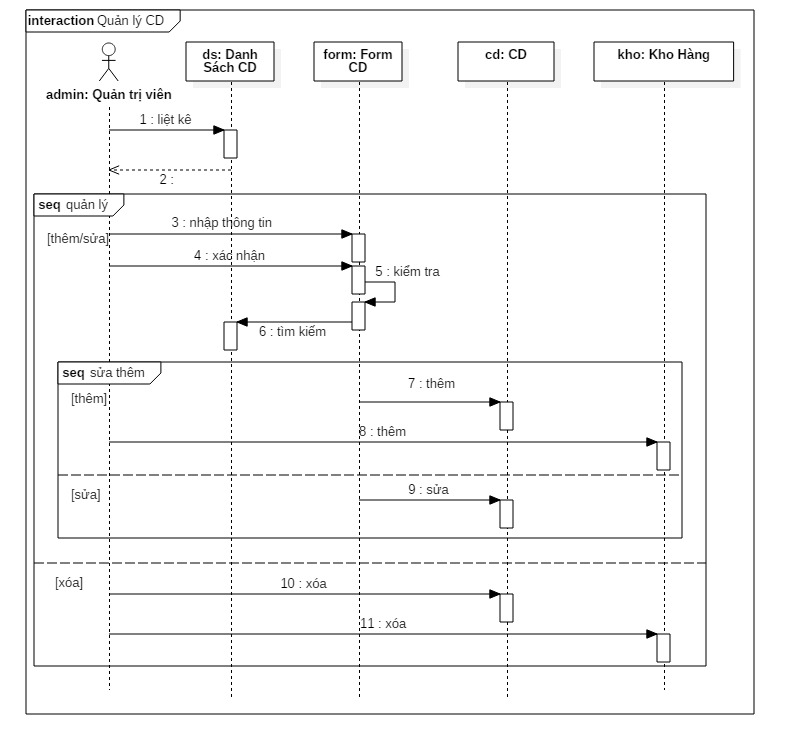 interaction Quản lý CD
ds: Danh
Sách CD
form: Form
CD
cd: CD
kho: Kho Hàng
admin: Quản trị viên
1 : liệt kê
2 :
seq quản lý
3 : nhập thông tin
[thêm/sửa]
4 : xác nhận
5 : kiểm tra
6 : tìm kiếm
seq sửa thêm
7 : thêm
[thêm]
8 : thêm
9 : sửa
[sửa]
10 : xóa
[xóa]
11 : xóa